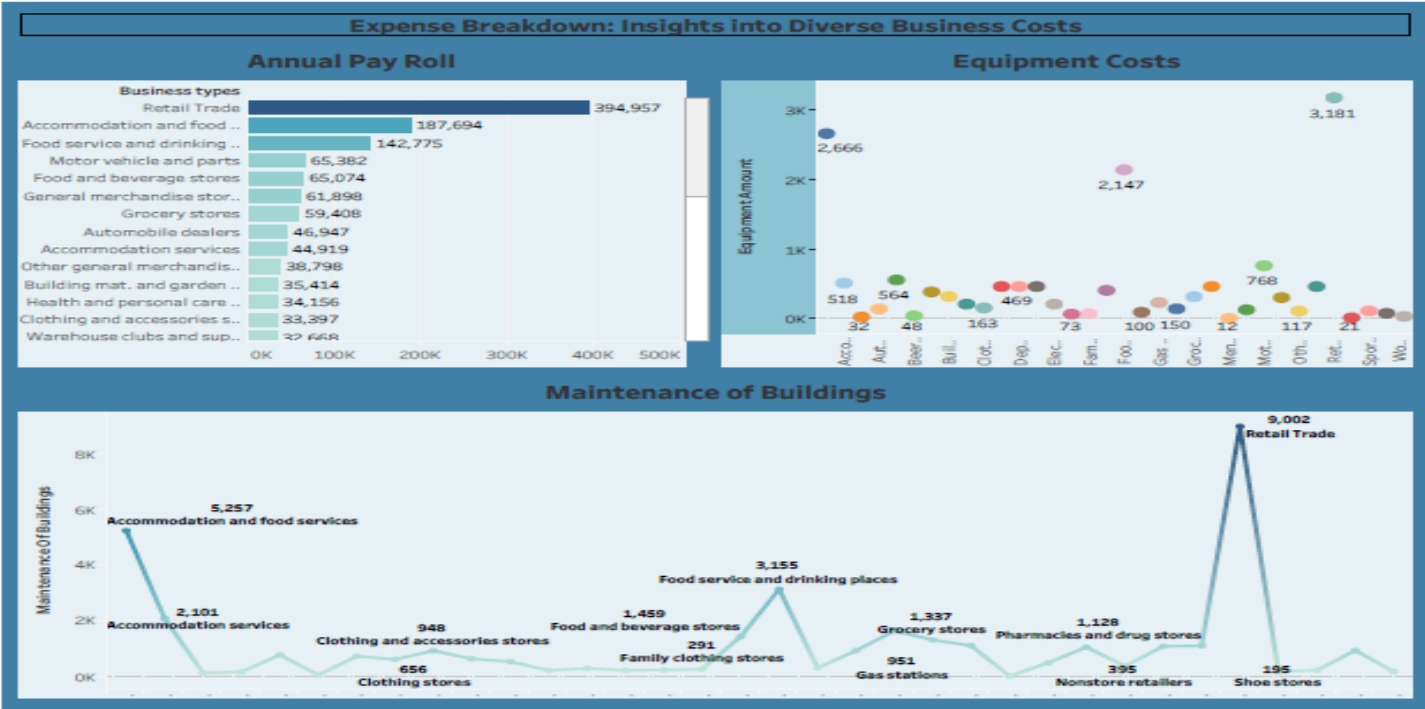 Expense Breakdown: Insights into Diverse Business Costs
Annual Pay Roll
Business types
Retail Trade 394,957
Accommodation and food .. 187,694
Food service and drinking .. 142,775
Motor vehicle and parts 65,382
Food and beverage stores 65,074
General merchandise stor.. 61,898
Grocery stores 59,408
Automobile dealers 46,947
Accommodation services 44,919
Other general merchandis.. 38,798
Building mat. and garden .. 35,414
Health and personal care .. 34,156
Clothing and accessories s.. 33,397
Warehouse clubs and sup.. 32,668
0K 100K 200K 300K 400K 500K
Equipment Costs
Equipment Amount
3K
2K
1K
0K
3,181
2,666
2,147
768
518 564 469
32 48 163 73 100 150 12 117 21
Acco.. Aut.. Beer.. Buil.. Clot.. Dep.. Elec.. Fam.. Foo.. Gas .. Groc.. Men.. Mot.. Oth.. Ret.. Spor.. Wo..
Maintenance of Buildings
Maintenance Of Buildings
8K
6K
4K
2K
0K
9,002
Retail Trade
5,257
Accommodation and food services
3,155
Food service and drinking places
2,101
Accommodation services
948
Clothing and accessories stores
656
Clothing stores
1,459
Food and beverage stores
291
Family clothing stores
1,337
Grocery stores
951
Gas stations
1,128
Pharmacies and drug stores
395
Nonstore retaillers
195
Shoe stores